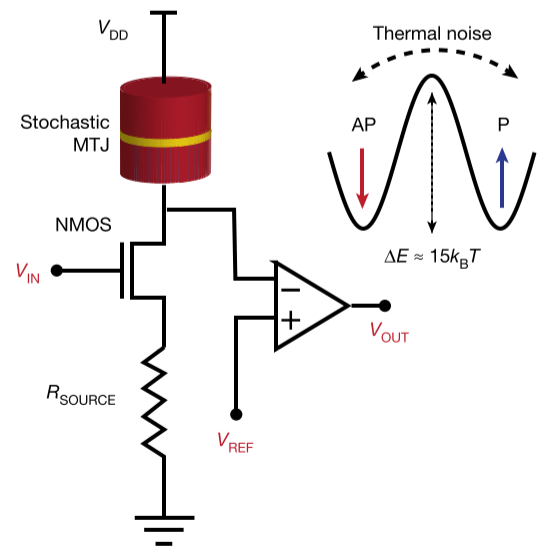 V_DD
Stochastic
MTJ
NMOS
V_IN
R_SOURCE
−
+
V_OUT
V_REF
Thermal noise
AP
P
ΔE ≈ 15k_BT